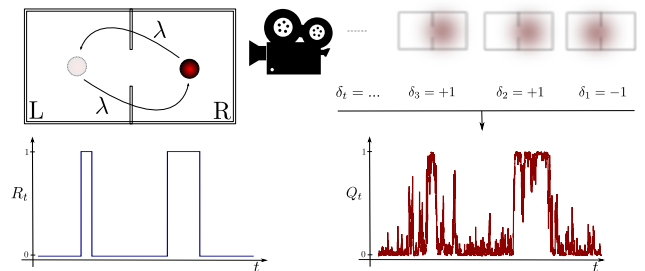 λ
λ
L R
...... 
δₜ = ... δ₃ = +1 δ₂ = +1 δ₁ = −1
1
Rₜ
0
t
1
Qₜ
0
t